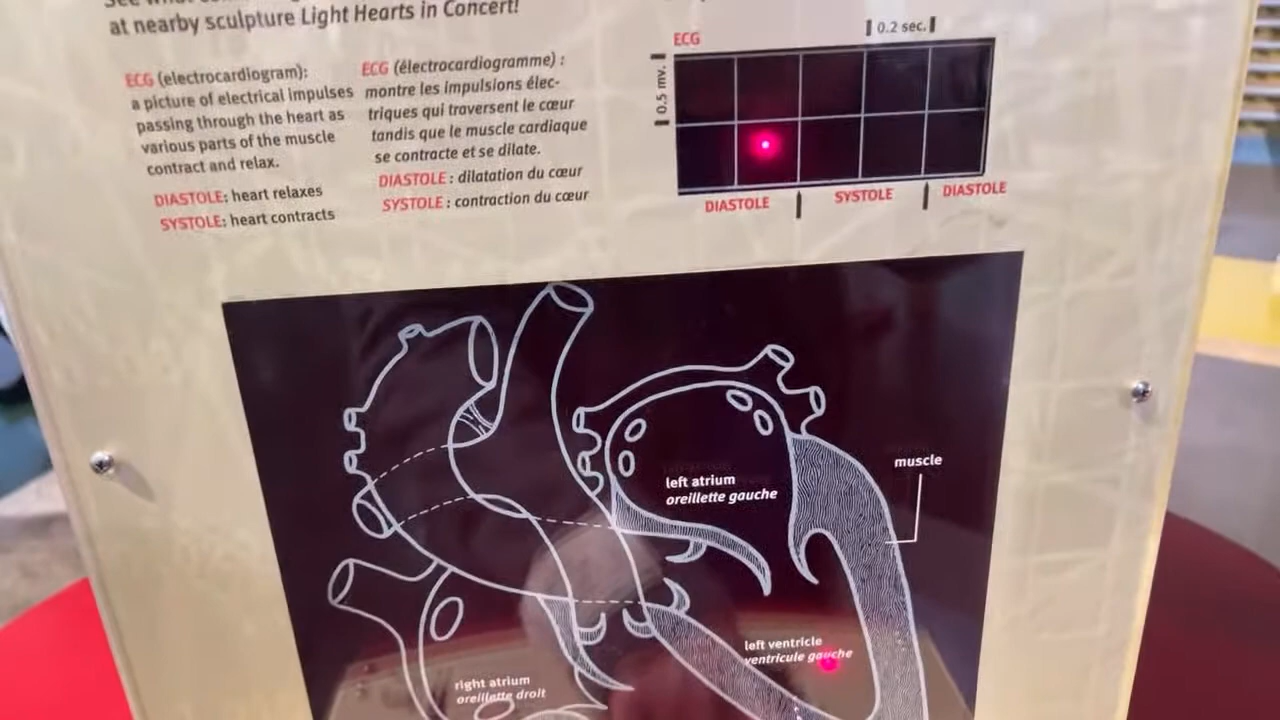 at nearby sculpture Light Hearts in Concert!
ECG (electrocardiogram):
a picture of electrical impulses
passing through the heart as
various parts of the muscle
contract and relax.
DIASTOLE: heart relaxes
SYSTOLE: heart contracts
ECG (électrocardiogramme) :
montre les impulsions élec-
triques qui traversent le cœur
tandis que le muscle cardiaque
se contracte et se dilate.
DIASTOLE : dilatation du cœur
SYSTOLE : contraction du cœur
ECG
0.2 sec.
0.5 mv.
DIASTOLE
SYSTOLE
DIASTOLE
muscle
left atrium
oreillette gauche
left ventricle
ventricule gauche
right atrium
oreillette droit